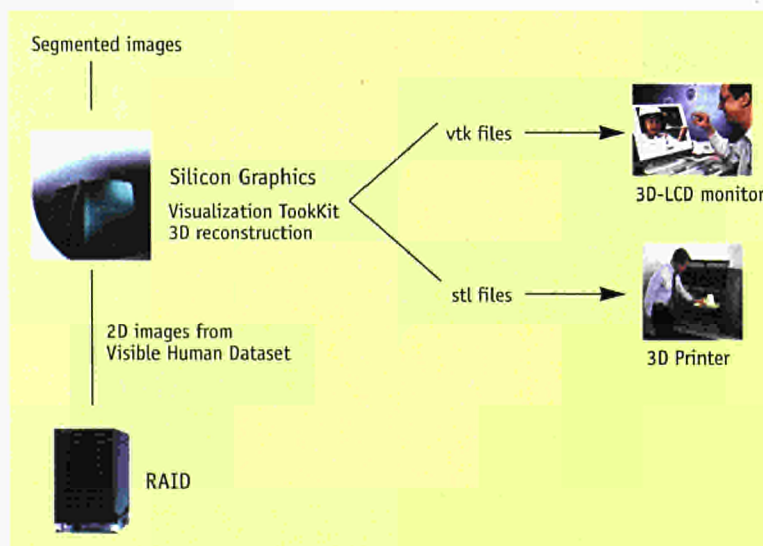 Segmented images
Silicon Graphics
Visualization TookKit
3D reconstruction
vtk files
3D-LCD monitor
stl files
3D Printer
2D images from
Visible Human Dataset
RAID